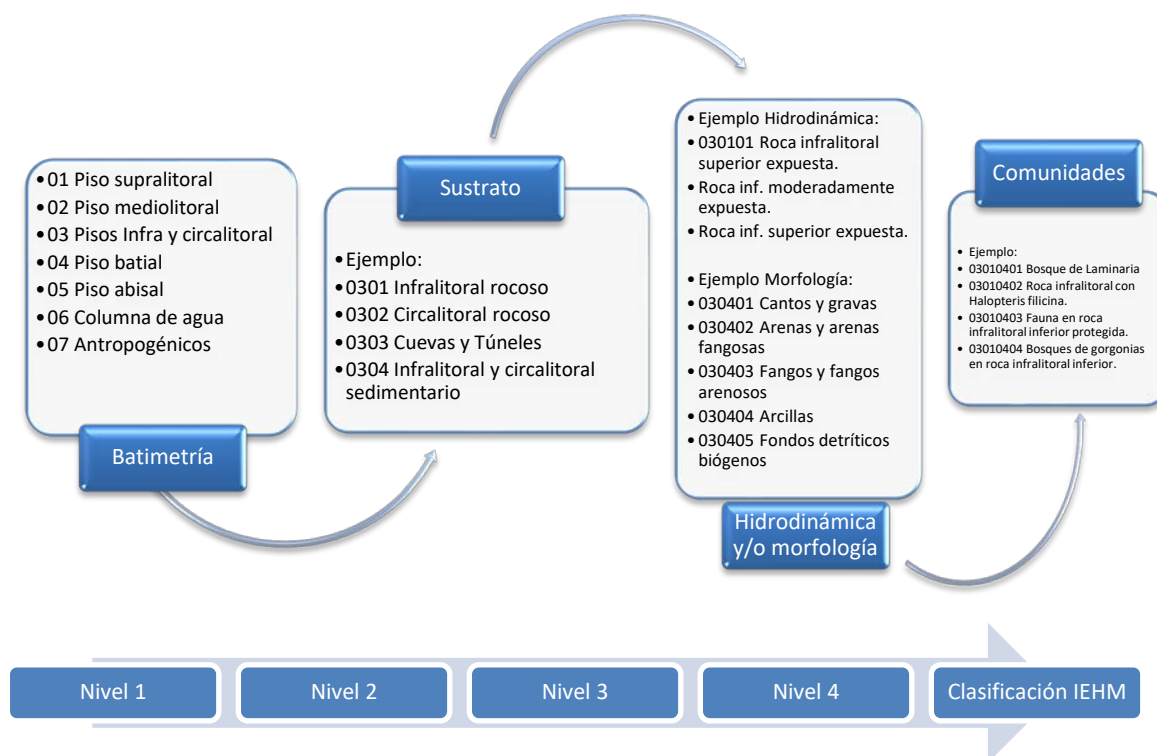 • 01 Piso supralitoral
• 02 Piso mediolitoral
• 03 Pisos Infra y circalitoral
• 04 Piso batial
• 05 Piso abisal
• 06 Columna de agua
• 07 Antropogénicos
Batimetría
Sustrato
• Ejemplo:
• 0301 Infralitoral rocoso
• 0302 Circalitoral rocoso
• 0303 Cuevas y Túneles
• 0304 Infralitoral y circalitoral
sedimentario
• Ejemplo Hidrodinámica:
• 030101 Roca infralitoral
superior expuesta.
• Roca inf. moderadamente
expuesta.
• Roca inf. superior expuesta.
• Ejemplo Morfología:
• 030401 Cantos y gravas
• 030402 Arenas y arenas
fangosas
• 030403 Fangos y fangos
arenosos
• 030404 Arcillas
• 030405 Fondos detríticos
biógenos
Hidrodinámica
y/o morfología
Comunidades
• Ejemplo:
• 03010401 Bosque de Laminaria
• 03010402 Roca infralitoral con
Halopteris filicina.
• 03010403 Fauna en roca
infralitoral inferior protegida.
• 03010404 Bosques de gorgonias
en roca infralitoral inferior.
Nivel 1
Nivel 2
Nivel 3
Nivel 4
Clasificación IEHM